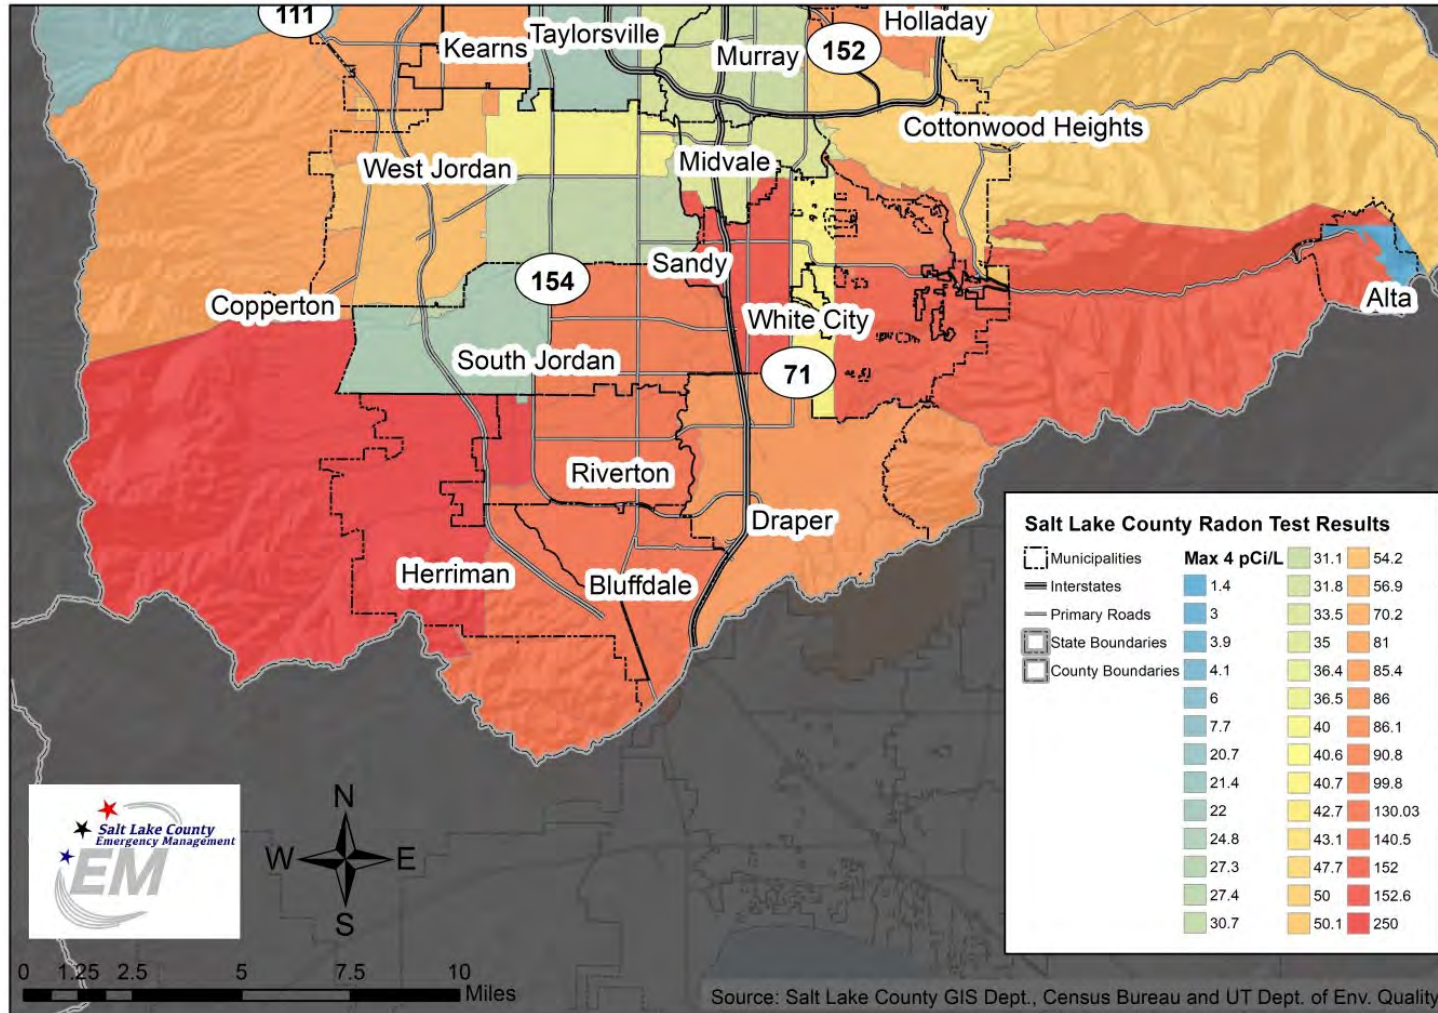 111
Holladay
Taylorsville
Kearns
Murray
152
Cottonwood Heights
Midvale
West Jordan
Sandy
154
Alta
Copperton
White City
South Jordan
71
Riverton
Draper
Herriman
Bluffdale
Salt Lake County Radon Test Results
Municipalities
Interstates
Primary Roads
State Boundaries
County Boundaries
Max 4 pCi/L
1.4
3
3.9
4.1
6
7.7
20.7
21.4
22
24.8
27.3
27.4
30.7
31.1
31.8
33.5
35
36.4
36.5
40
40.6
40.7
42.7
43.1
47.7
50
50.1
54.2
56.9
70.2
81
85.4
86
86.1
90.8
99.8
130.03
140.5
152
152.6
250
Salt Lake County
Emergency Management
EM
N
W E
S
0 1.25 2.5 5 7.5 10
Miles
Source: Salt Lake County GIS Dept., Census Bureau and UT Dept. of Env. Quality